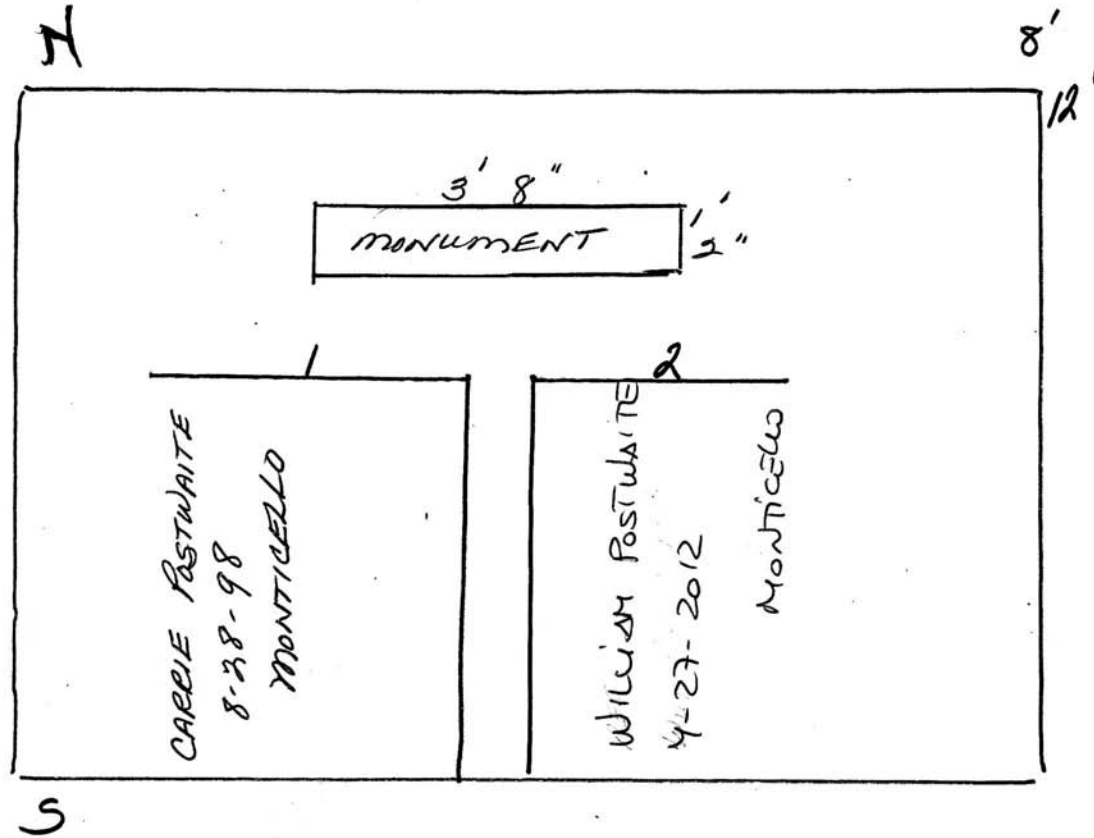 N
8'
12'
3' 8"
MONUMENT
1' 2"
1
2
CARRIE POSTWAITE
8-28-98
MONTICELLO
WILLIAM POSTWAITE
4-27-2012
MONTICELLO
S